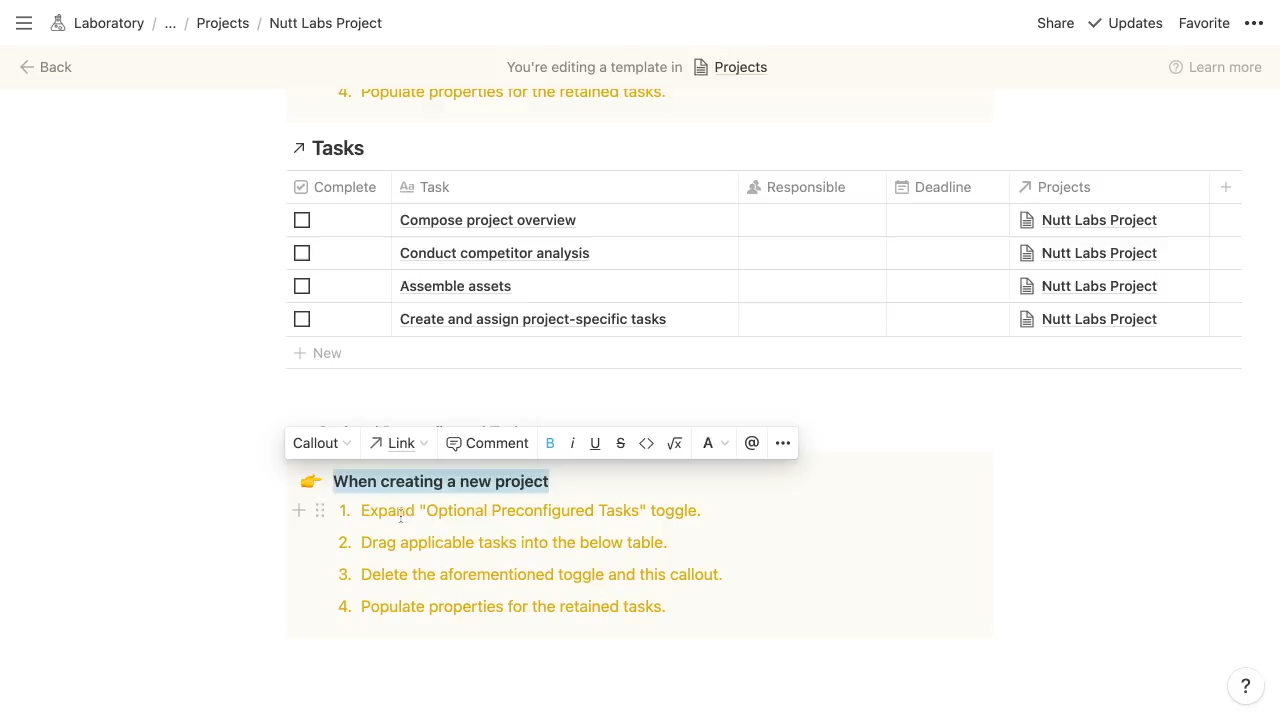 Laboratory / ... / Projects / Nutt Labs Project
Share Updates Favorite
Back
You're editing a template in Projects
Learn more
4. Populate properties for the retained tasks.
Tasks
Complete Aa Task Responsible Deadline Projects
Compose project overview Nutt Labs Project
Conduct competitor analysis Nutt Labs Project
Assemble assets Nutt Labs Project
Create and assign project-specific tasks Nutt Labs Project
+ New
Callout Link Comment B i U S <> √x A @ •••
When creating a new project
1. Expand "Optional Preconfigured Tasks" toggle.
2. Drag applicable tasks into the below table.
3. Delete the aforementioned toggle and this callout.
4. Populate properties for the retained tasks.
?